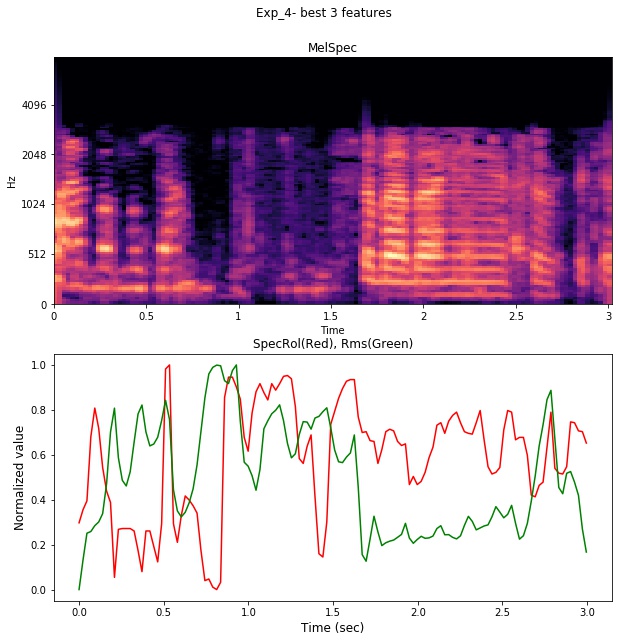 Exp_4- best 3 features
MelSpec
4096
2048
1024
512
0
Hz
0 0.5 1 1.5 2 2.5 3
Time
SpecRol(Red), Rms(Green)
1.0
0.8
0.6
0.4
0.2
0.0
Normalized value
0.0 0.5 1.0 1.5 2.0 2.5 3.0
Time (sec)